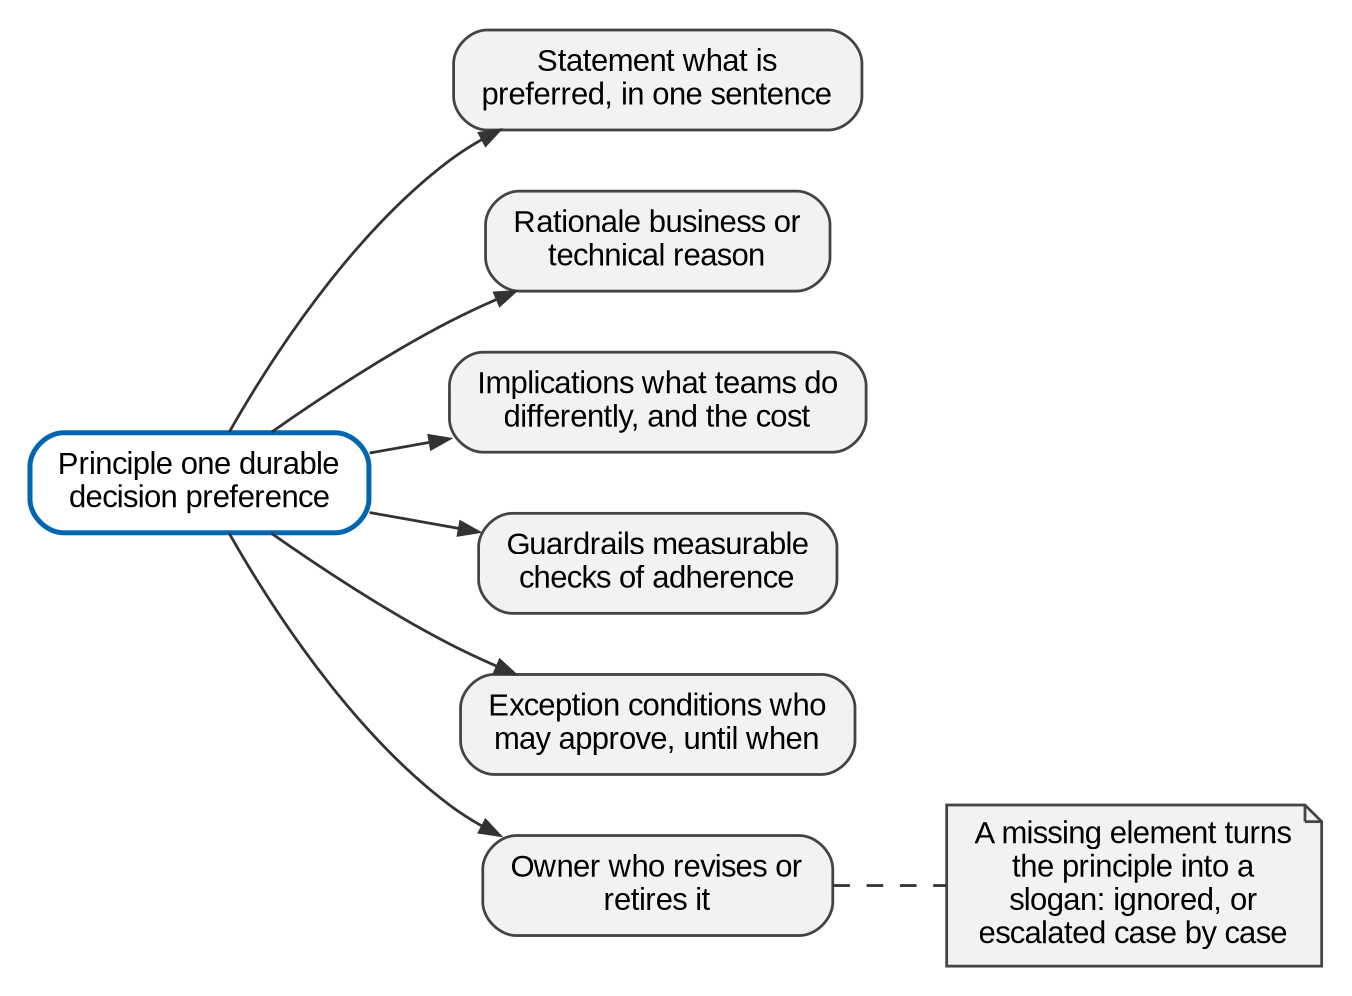 Statement what is
preferred, in one sentence
Rationale business or
technical reason
Implications what teams do
differently, and the cost
Principle one durable
decision preference
Guardrails measurable
checks of adherence
Exception conditions who
may approve, until when
Owner who revises or
retires it
A missing element turns
the principle into a
slogan: ignored, or
escalated case by case